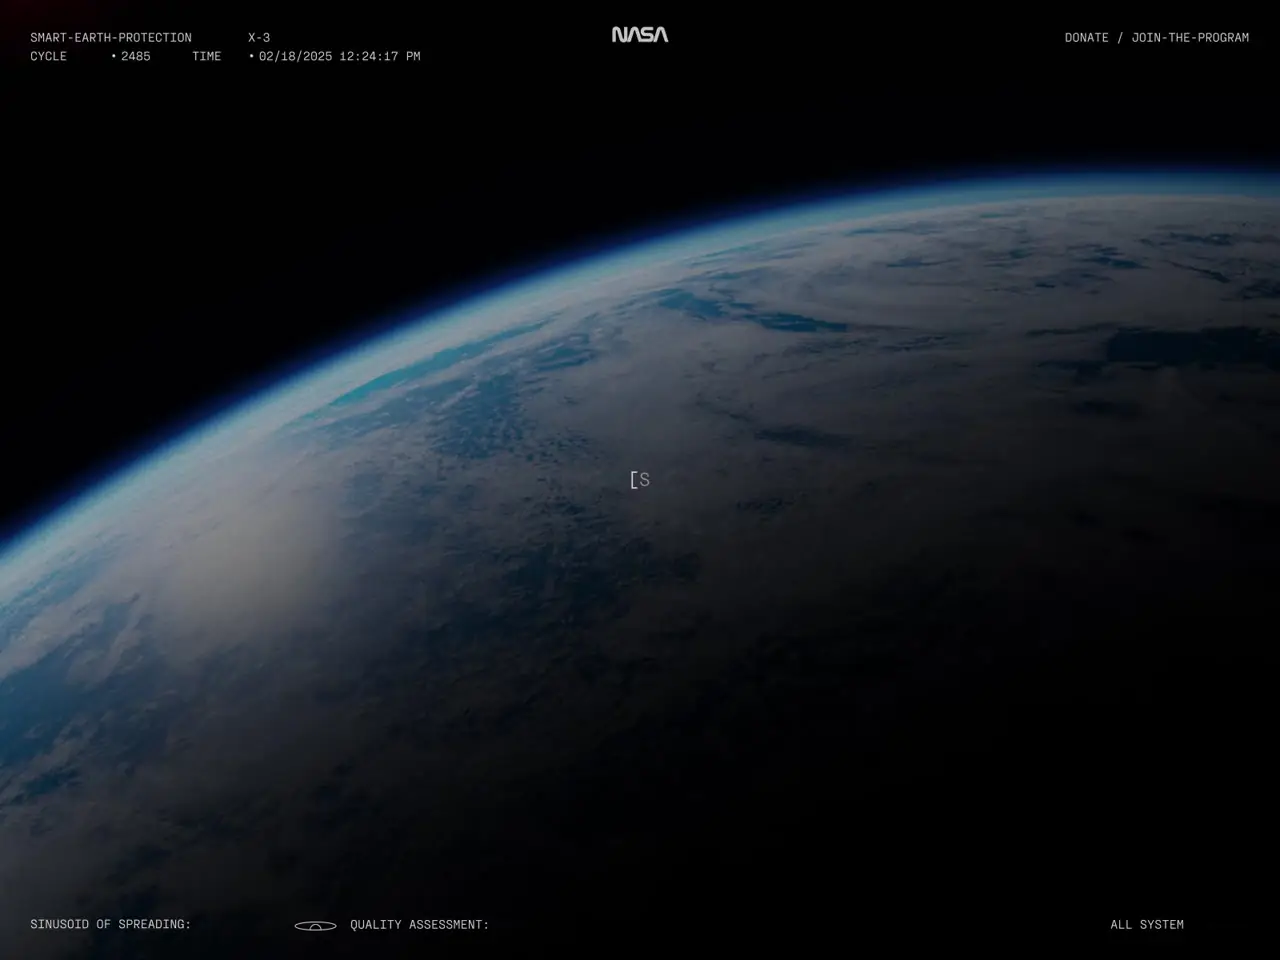 SMART-EARTH-PROTECTION X-3
CYCLE • 2485 TIME • 02/18/2025 12:24:17 PM
NASA
DONATE / JOIN-THE-PROGRAM
[S
SINUSOID OF SPREADING:
QUALITY ASSESSMENT:
ALL SYSTEM